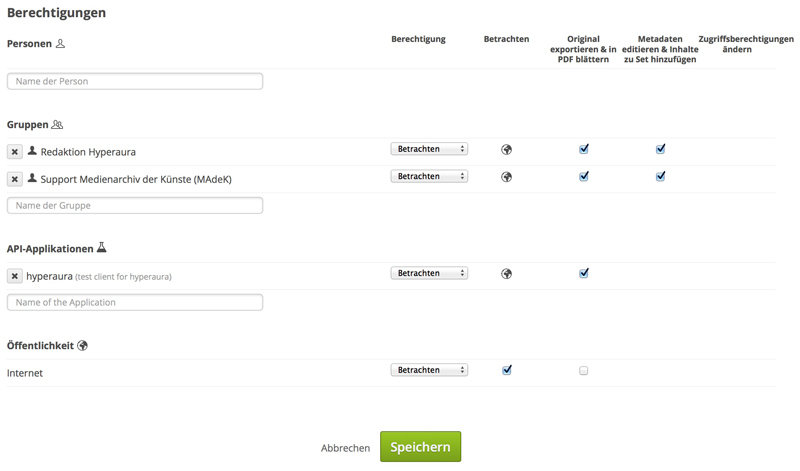 Berechtigungen
Personen
Berechtigung
Betrachten
Original
exportieren & in
PDF blättern
Metadaten
editieren & Inhalte
zu Set hinzufügen
Zugriffsberechtigungen
ändern
Name der Person
Gruppen
Redaktion Hyperaura Betrachten
Support Medienarchiv der Künste (MAdeK) Betrachten
Name der Gruppe
API-Applikationen
hyperaura (test client for hyperaura) Betrachten
Name of the Application
Öffentlichkeit
Internet Betrachten
Abbrechen Speichern